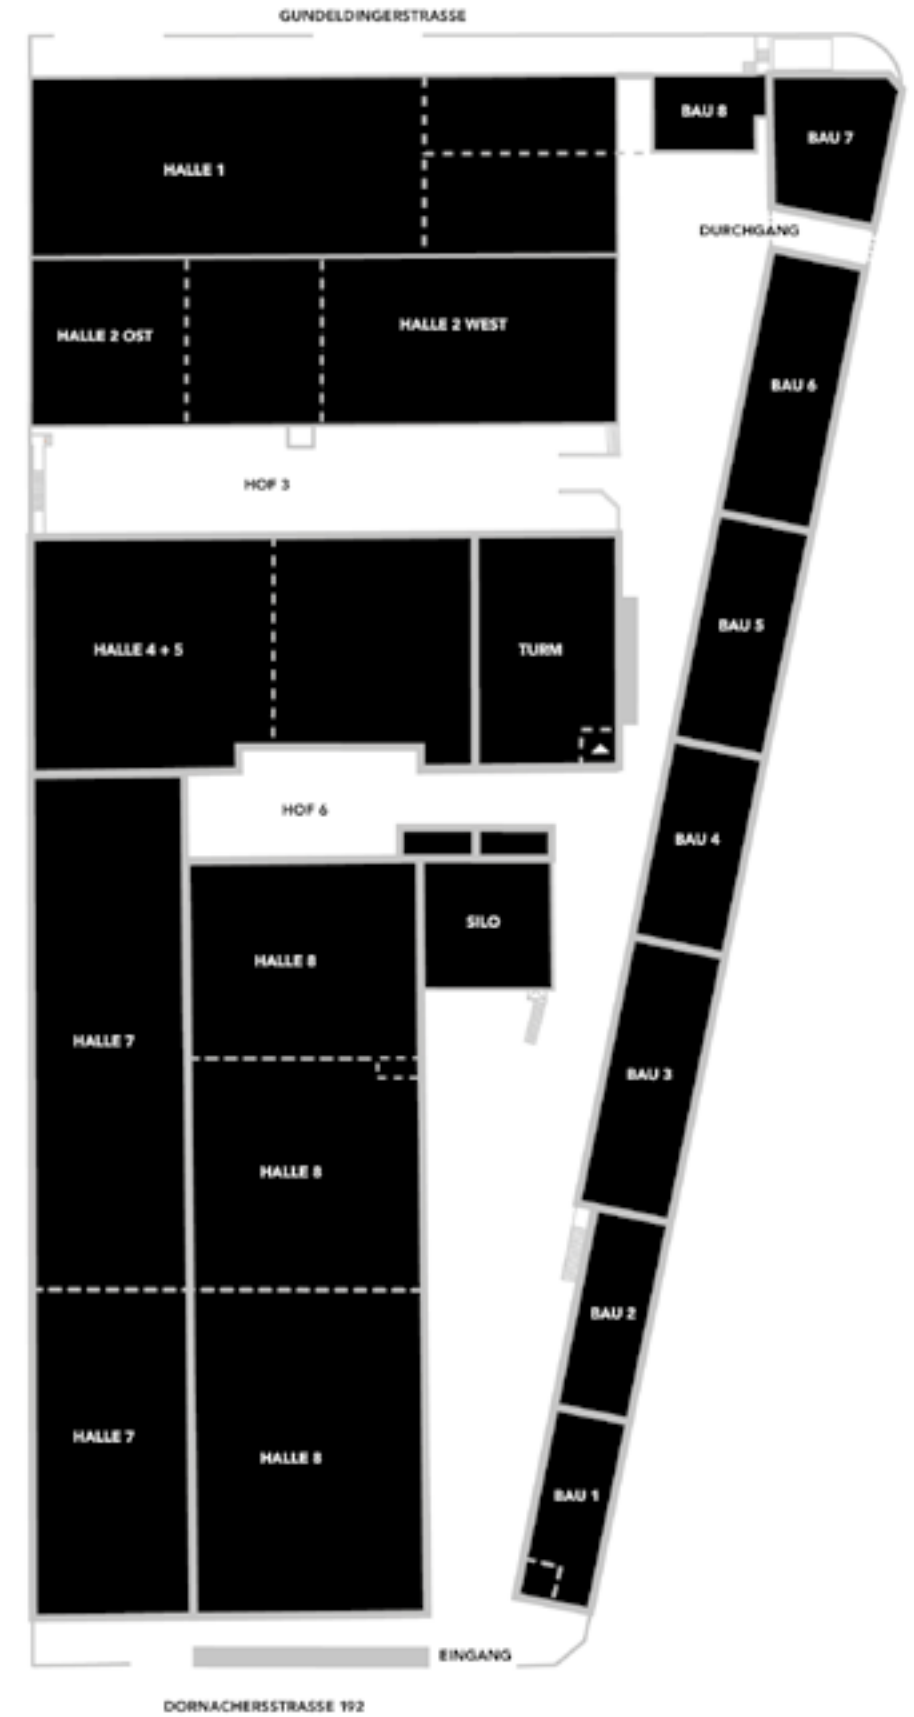 GUNDELDINGERSTRASSE
BAU 8
BAU 7
HALLE 1
DURCHGANG
HALLE 2 OST
HALLE 2 WEST
BAU 6
HOF 3
BAU 5
HALLE 4 + 5
TURM
HOF 6
BAU 4
SILO
HALLE 8
HALLE 7
BAU 3
HALLE 8
BAU 2
HALLE 7
HALLE 8
BAU 1
EINGANG
DORNACHERSSTRASSE 192